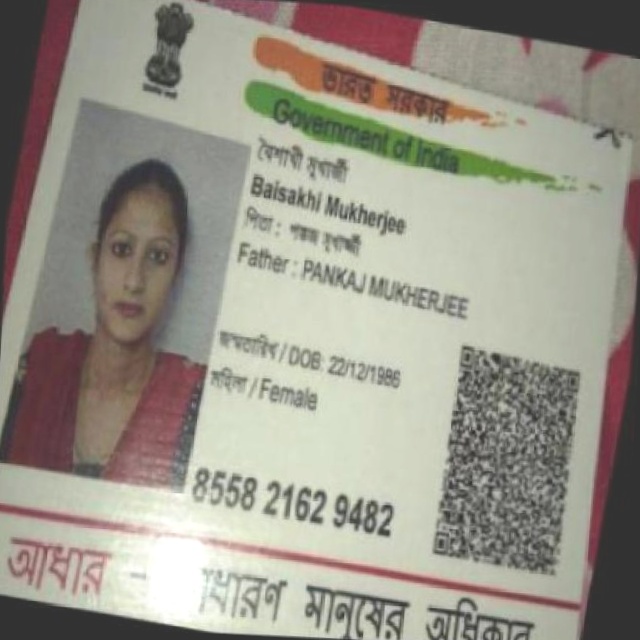 ভারত সরকার
Government of India
বৈশাখী মুখার্জী
Baisakhi Mukherjee
পিতা : পঙ্কজ মুখার্জী
Father : PANKAJ MUKHERJEE
জন্মতারিখ / DOB: 22/12/1986
মহিলা / Female
8558 2162 9482
আধার – সাধারণ মানুষের অধিকার